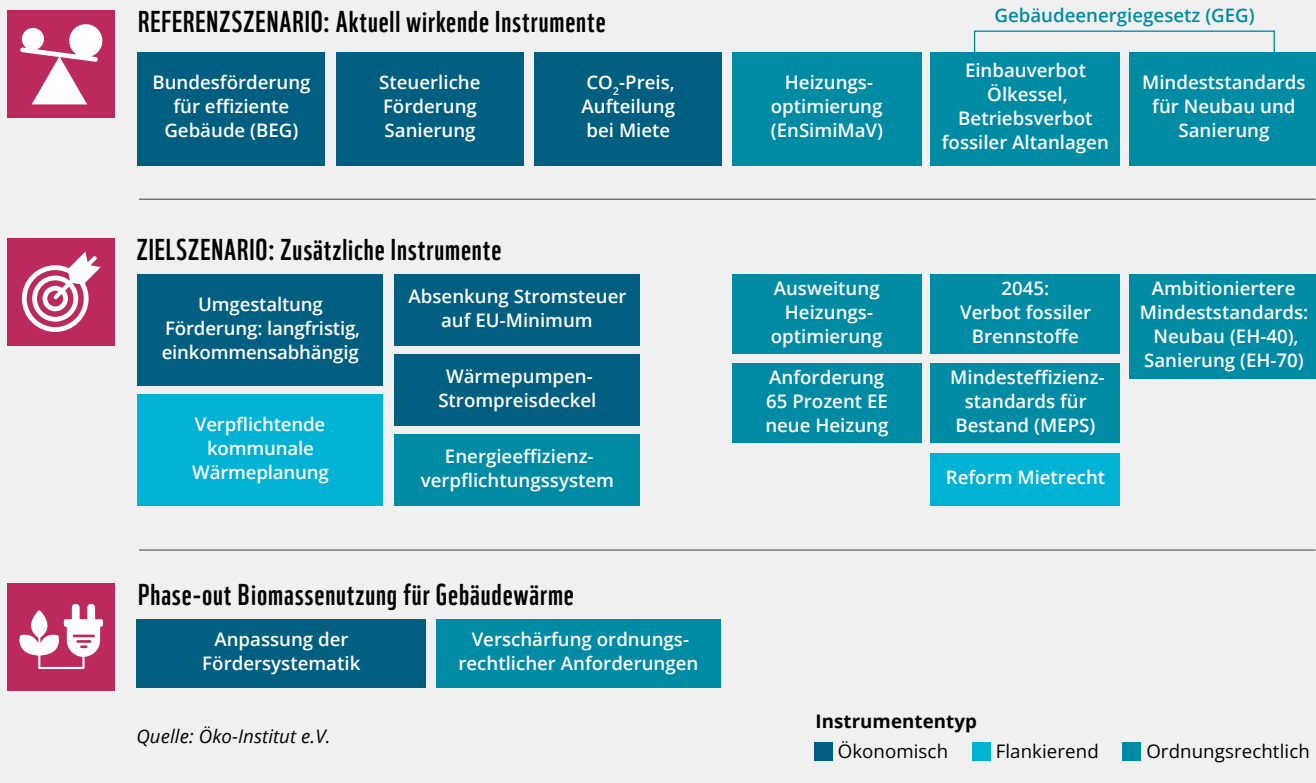 REFERENZSZENARIO: Aktuell wirkende Instrumente
Gebäudeenergiegesetz (GEG)
Bundesförderung
für effiziente
Gebäude (BEG)
Steuerliche
Förderung
Sanierung
CO₂-Preis,
Aufteilung
bei Miete
Heizungs-
optimierung
(EnSimiMaV)
Einbauverbot
Ölkessel,
Betriebsverbot
fossiler Altanlagen
Mindeststandards
für Neubau und
Sanierung
ZIELSZENARIO: Zusätzliche Instrumente
Umgestaltung
Förderung: langfristig,
einkommensabhängig
Verpflichtende
kommunale
Wärmeplanung
Absenkung Stromsteuer
auf EU-Minimum
Wärmepumpen-
Strompreisdeckel
Energieeffizienz-
verpflichtungssystem
Ausweitung
Heizungs-
optimierung
Anforderung
65 Prozent EE
neue Heizung
2045:
Verbot fossiler
Brennstoffe
Mindesteffizienz-
standards für
Bestand (MEPS)
Reform Mietrecht
Ambitioniertere
Mindeststandards:
Neubau (EH-40),
Sanierung (EH-70)
Phase-out Biomassenutzung für Gebäudewärme
Anpassung der
Fördersystematik
Verschärfung ordnungs-
rechtlicher Anforderungen
Quelle: Öko-Institut e.V.
Instrumententyp
Ökonomisch Flankierend Ordnungsrechtlich